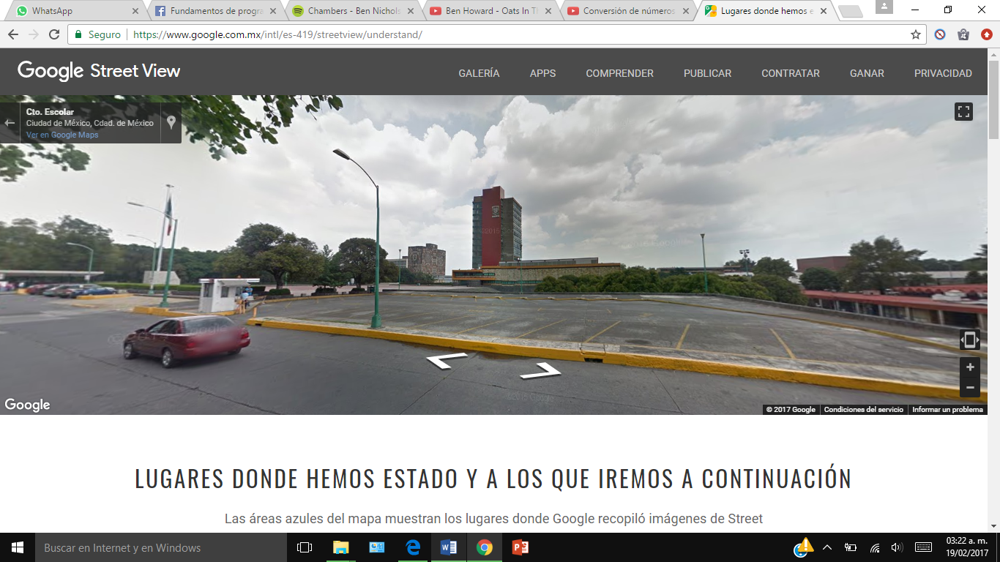 WhatsApp
Fundamentos de progra
Chambers - Ben Nichols
Ben Howard - Oats In Th
Conversión de números
Lugares donde hemos e
Seguro
https://www.google.com.mx/intl/es-419/streetview/understand/
Google Street View
GALERÍA
APPS
COMPRENDER
PUBLICAR
CONTRATAR
GANAR
PRIVACIDAD
Cto. Escolar
Ciudad de México, Cdad. de México
Ver en Google Maps
©2015 Google
Google
© 2017 Google
Condiciones del servicio
Informar un problema
LUGARES DONDE HEMOS ESTADO Y A LOS QUE IREMOS A CONTINUACIÓN
Las áreas azules del mapa muestran los lugares donde Google recopiló imágenes de Street
Buscar en Internet y en Windows
03:22 a. m.
19/02/2017